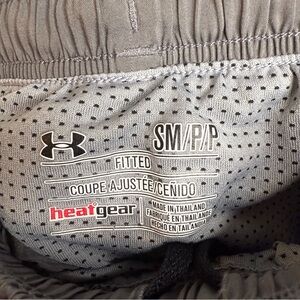 SM/P/P
FITTED
COUPE AJUSTÉE/CEÑIDO
heatgear
MADE IN THAILAND
FABRIQUÉ EN THAÏLANDE
HECHO EN TAILANDIA